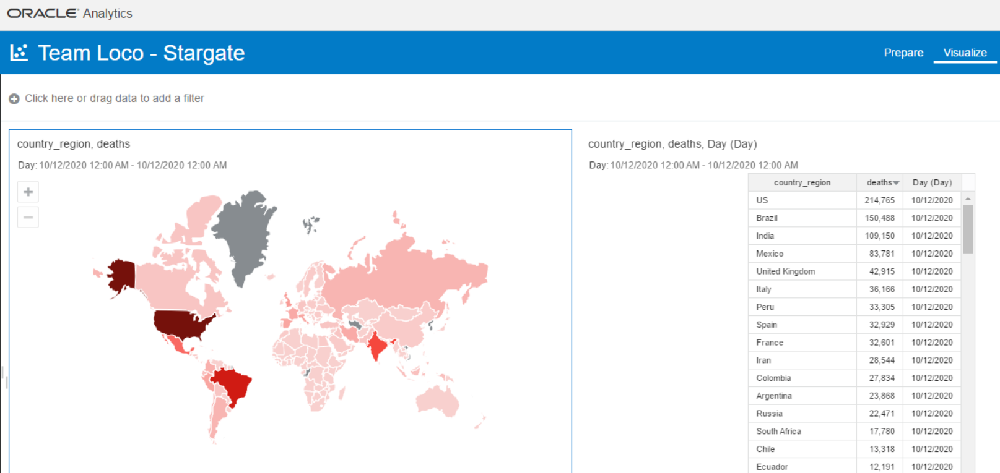 ORACLE Analytics
Team Loco - Stargate
Prepare Visualize
Click here or drag data to add a filter
country_region, deaths
Day: 10/12/2020 12:00 AM - 10/12/2020 12:00 AM
country_region, deaths, Day (Day)
Day: 10/12/2020 12:00 AM - 10/12/2020 12:00 AM
country_region deaths Day (Day)
US 214,765 10/12/2020
Brazil 150,488 10/12/2020
India 109,150 10/12/2020
Mexico 83,781 10/12/2020
United Kingdom 42,915 10/12/2020
Italy 36,166 10/12/2020
Peru 33,305 10/12/2020
Spain 32,929 10/12/2020
France 32,601 10/12/2020
Iran 28,544 10/12/2020
Colombia 27,834 10/12/2020
Argentina 23,868 10/12/2020
Russia 22,471 10/12/2020
South Africa 17,780 10/12/2020
Chile 13,318 10/12/2020
Ecuador 12,191 10/12/2020